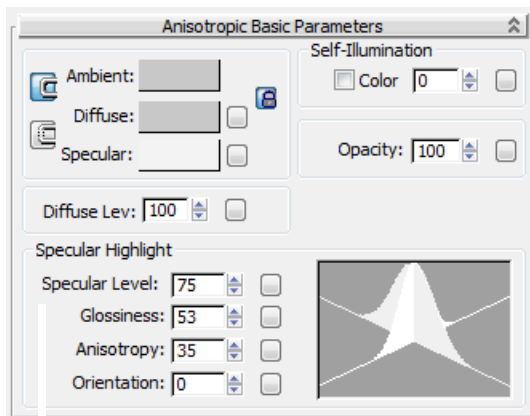 Anisotropic Basic Parameters
Self-Illumination
Ambient:
Color 0
Diffuse:
Specular:
Opacity: 100
Diffuse Lev: 100
Specular Highlight
Specular Level: 75
Glossiness: 53
Anisotropy: 35
Orientation: 0